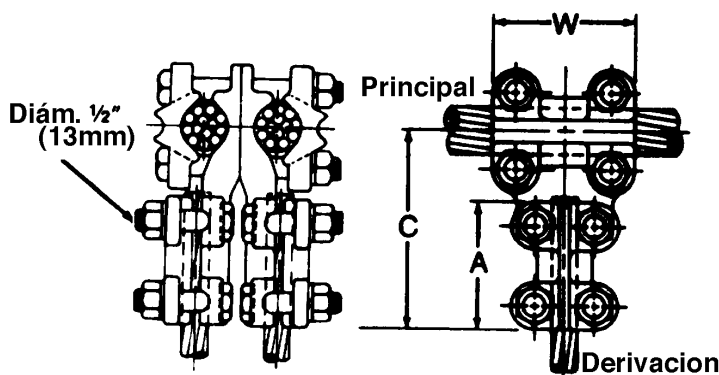 W
Principal
Diám. ½"
(13mm)
C
A
Derivacion